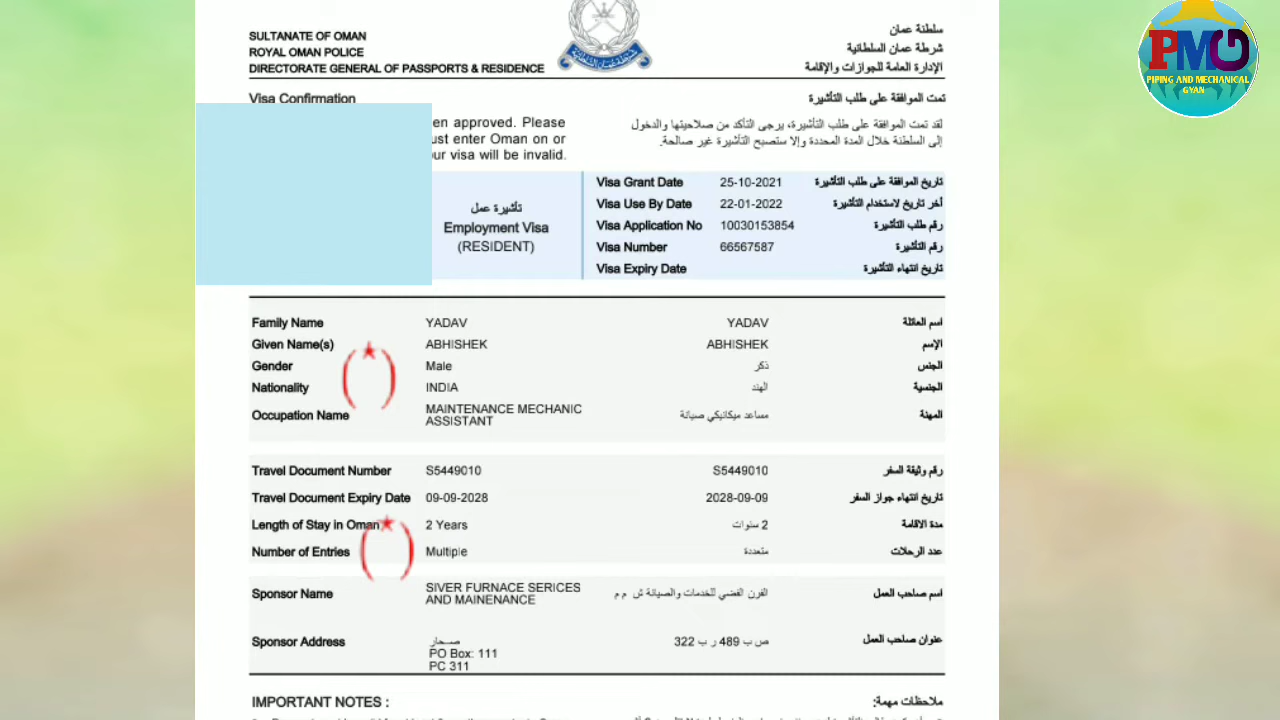 SULTANATE OF OMAN
ROYAL OMAN POLICE
DIRECTORATE GENERAL OF PASSPORTS & RESIDENCE
سلطنة عمان
شرطة عمان السلطانية
الإدارة العامة للجوازات والإقامة
PMG
PIPING AND MECHANICAL
GYAN
Visa Confirmation
تمت الموافقة على طلب التأشيرة
en approved. Please
ust enter Oman on or
our visa will be invalid.
لقد تمت الموافقة على طلب التأشيرة، يرجى التأكد من صلاحيتها والدخول
إلى السلطنة خلال المدة المحددة وإلا ستصبح التأشيرة غير صالحة.
تأشيرة عمل
Employment Visa
(RESIDENT)
Visa Grant Date 25-10-2021 تاريخ الموافقة على طلب التأشيرة
Visa Use By Date 22-01-2022 أخر تاريخ لاستخدام التأشيرة
Visa Application No 10030153854 رقم طلب التأشيرة
Visa Number 66567587 رقم التأشيرة
Visa Expiry Date تاريخ انتهاء التأشيرة
Family Name YADAV YADAV اسم العائلة
Given Name(s) ABHISHEK ABHISHEK الإسم
Gender Male ذكر الجنس
Nationality INDIA الهند الجنسية
Occupation Name MAINTENANCE MECHANIC ASSISTANT مساعد ميكانيكي صيانة المهنة
Travel Document Number S5449010 S5449010 رقم وثيقة السفر
Travel Document Expiry Date 09-09-2028 2028-09-09 تاريخ انتهاء جواز السفر
Length of Stay in Oman 2 Years 2 سنوات مدة الاقامة
Number of Entries Multiple متعددة عدد الرحلات
Sponsor Name SIVER FURNACE SERICES AND MAINENANCE الفرن الفضي للخدمات والصيانة ش م م اسم صاحب العمل
Sponsor Address صـحار ص ب 489 ر ب 322 عنوان صاحب العمل
PO Box: 111
PC 311
IMPORTANT NOTES :
ملاحظات مهمة: